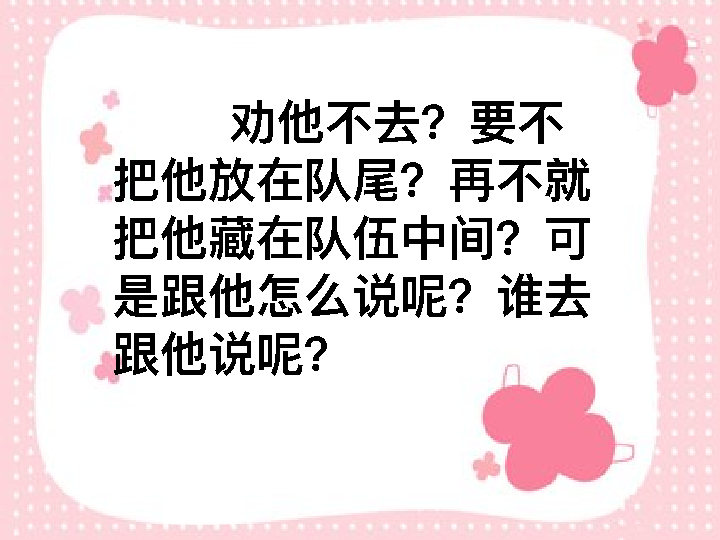 劝他不去？要不
把他放在队尾？再不就
把他藏在队伍中间？可
是跟他怎么说呢？谁去
跟他说呢？